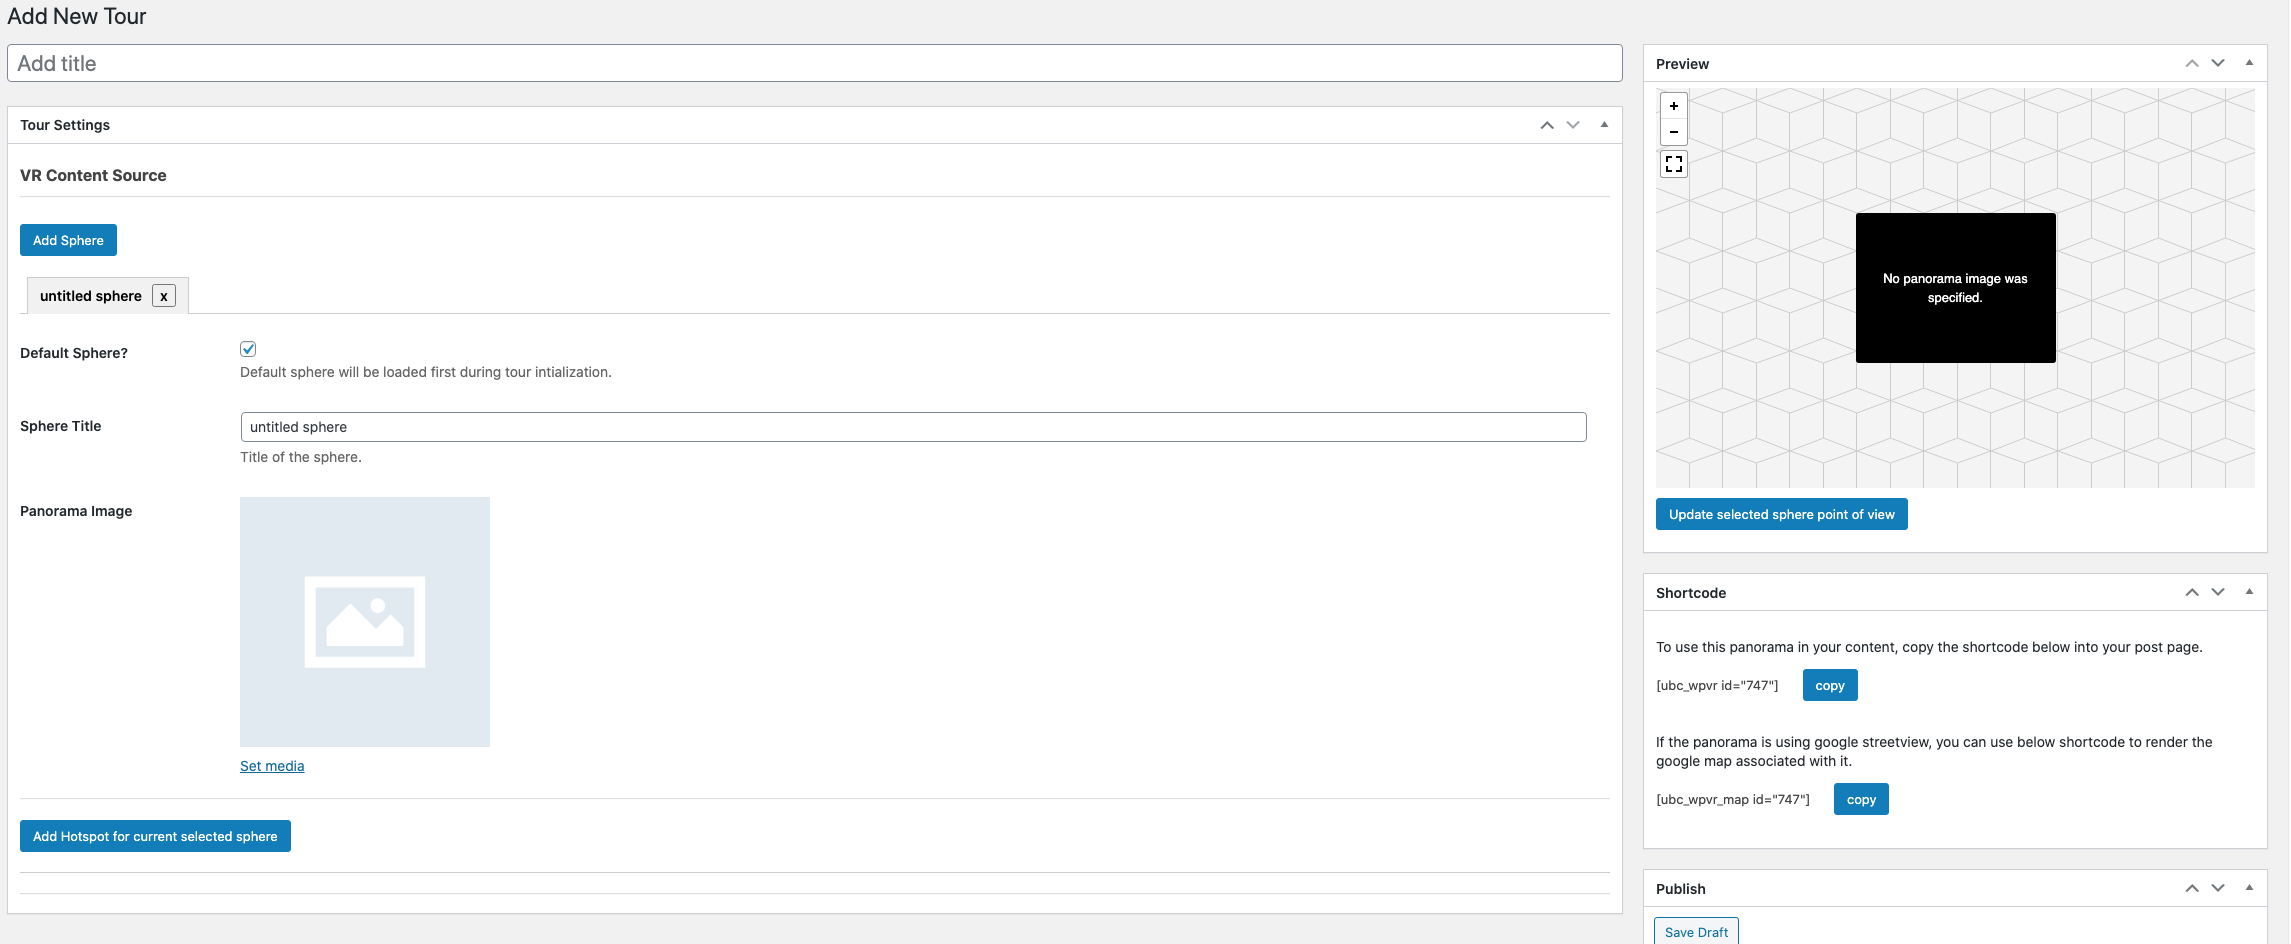 Add New Tour
Add title
Tour Settings
VR Content Source
Add Sphere
untitled sphere x
Default Sphere?
Default sphere will be loaded first during tour intialization.
Sphere Title
untitled sphere
Title of the sphere.
Panorama Image
Set media
Add Hotspot for current selected sphere
Preview
+
−
No panorama image was
specified.
Update selected sphere point of view
Shortcode
To use this panorama in your content, copy the shortcode below into your post page.
[ubc_wpvr id="747"] copy
If the panorama is using google streetview, you can use below shortcode to render the
google map associated with it.
[ubc_wpvr_map id="747"] copy
Publish
Save Draft